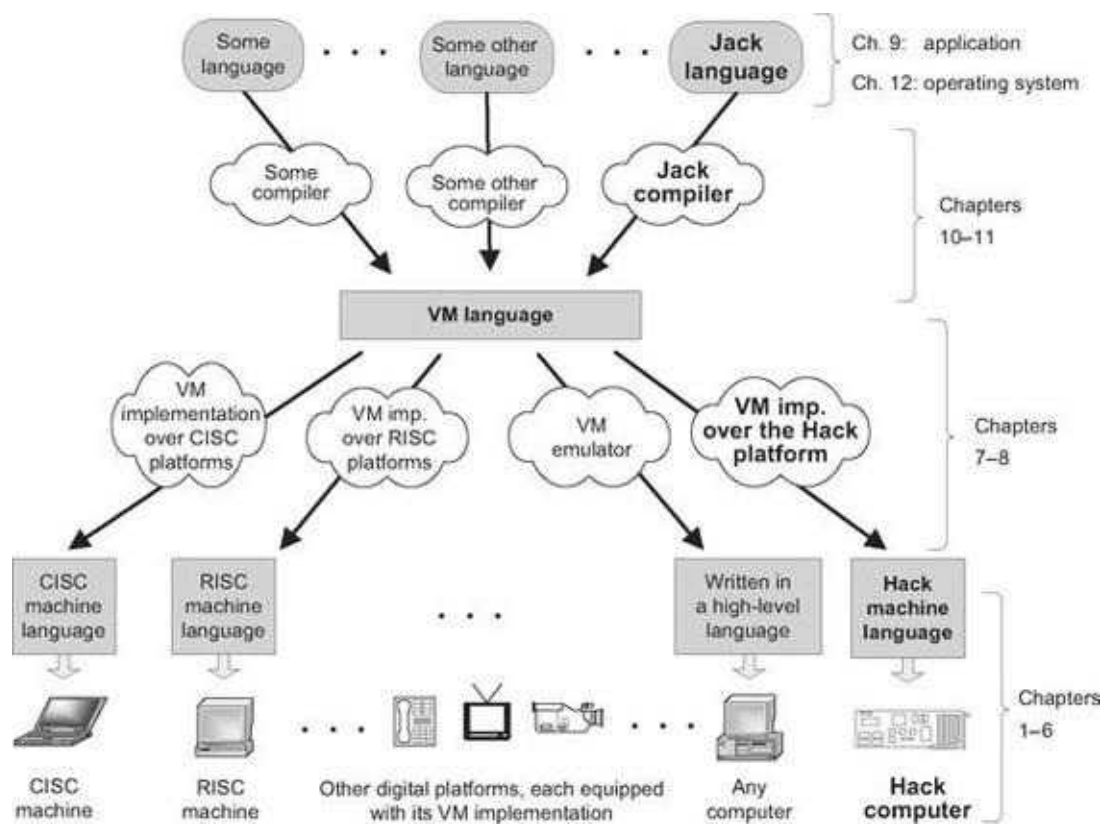 Some
language
Some other
language
Jack
language
Ch. 9: application
Ch. 12: operating system
Some
compiler
Some other
compiler
Jack
compiler
Chapters
10–11
VM language
VM
implementation
over CISC
platforms
VM imp.
over RISC
platforms
VM
emulator
VM imp.
over the Hack
platform
Chapters
7–8
CISC
machine
language
RISC
machine
language
Written in
a high-level
language
Hack
machine
language
Chapters
1–6
CISC
machine
RISC
machine
Other digital platforms, each equipped
with its VM implementation
Any
computer
Hack
computer